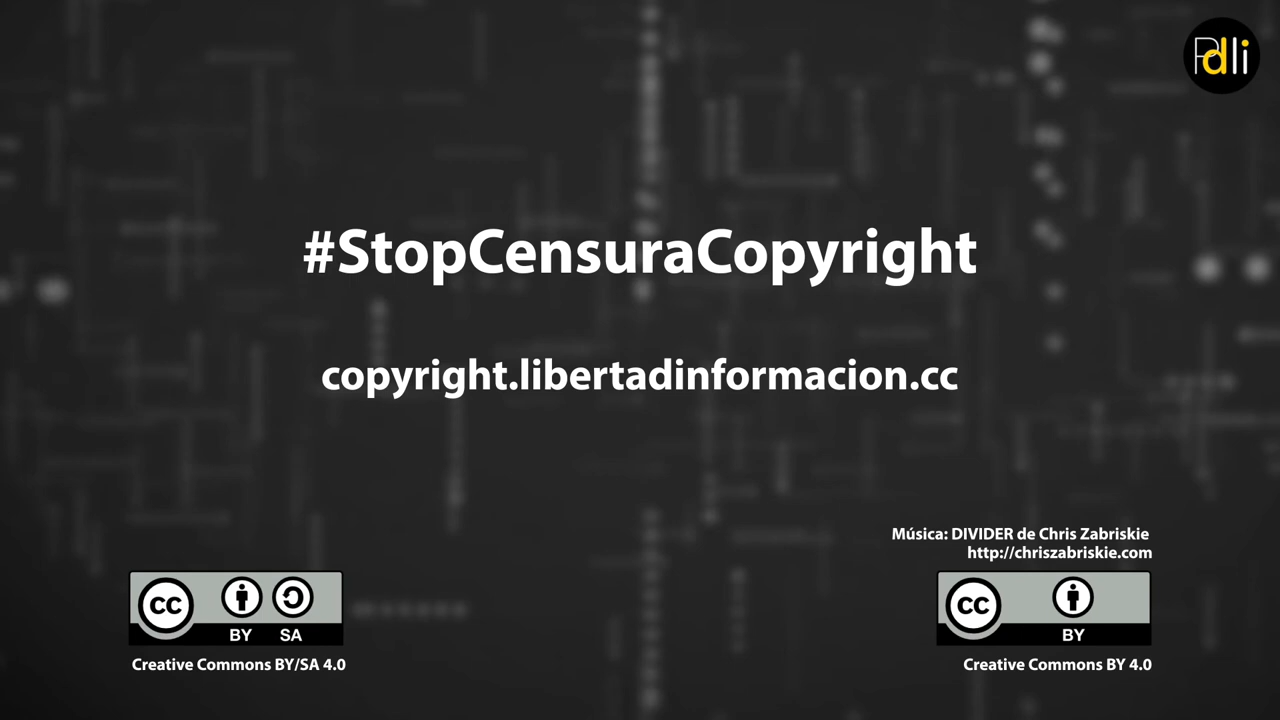 Pdli
#StopCensuraCopyright
copyright.libertadinformacion.cc
Música: DIVIDER de Chris Zabriskie
http://chriszabriskie.com
cc BY SA
Creative Commons BY/SA 4.0
cc BY
Creative Commons BY 4.0